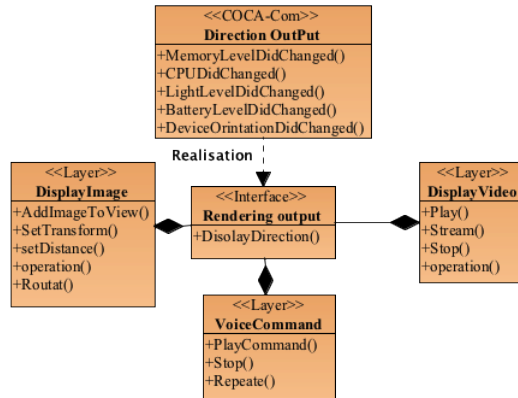 <<COCA-Com>>
Direction OutPut
+MemoryLevelDidChanged()
+CPUDidChanged()
+LightLevelDidChanged()
+BatteryLevelDidChanged()
+DeviceOrintationDidChanged()
Realisation
<<Layer>>
DisplayImage
+AddImageToView()
+SetTransform()
+setDistance()
+operation()
+Routat()
<<Interface>>
Rendering output
+DisolayDirection()
<<Layer>>
DisplayVideo
+Play()
+Stream()
+Stop()
+operation()
<<Layer>>
VoiceCommand
+PlayCommand()
+Stop()
+Repeate()